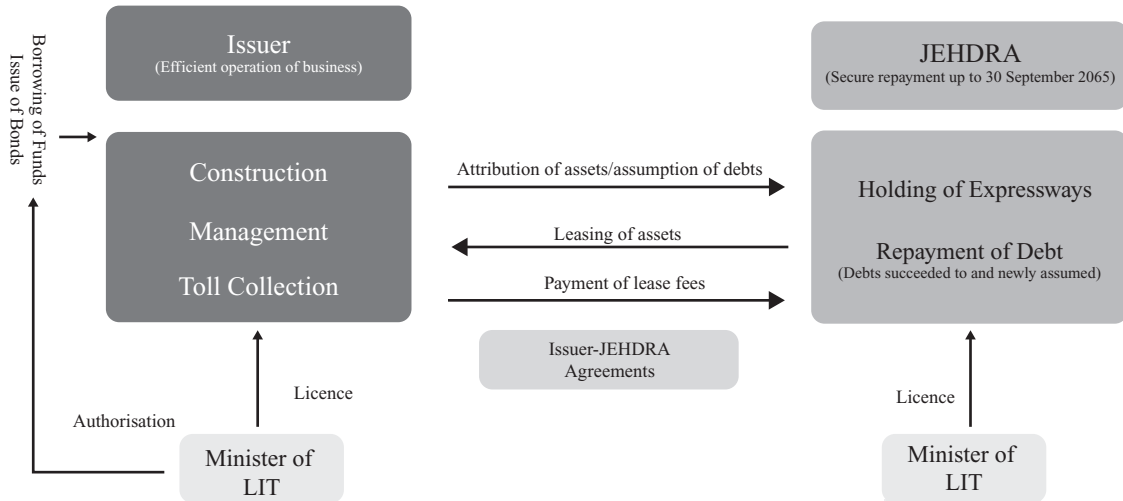 Borrowing of Funds
Issue of Bonds
Issuer
(Efficient operation of business)
JEHDRA
(Secure repayment up to 30 September 2065)
Construction
Management
Toll Collection
Attribution of assets/assumption of debts
Leasing of assets
Payment of lease fees
Holding of Expressways
Repayment of Debt
(Debts succeeded to and newly assumed)
Issuer-JEHDRA
Agreements
Authorisation
Licence
Licence
Minister of
LIT
Minister of
LIT